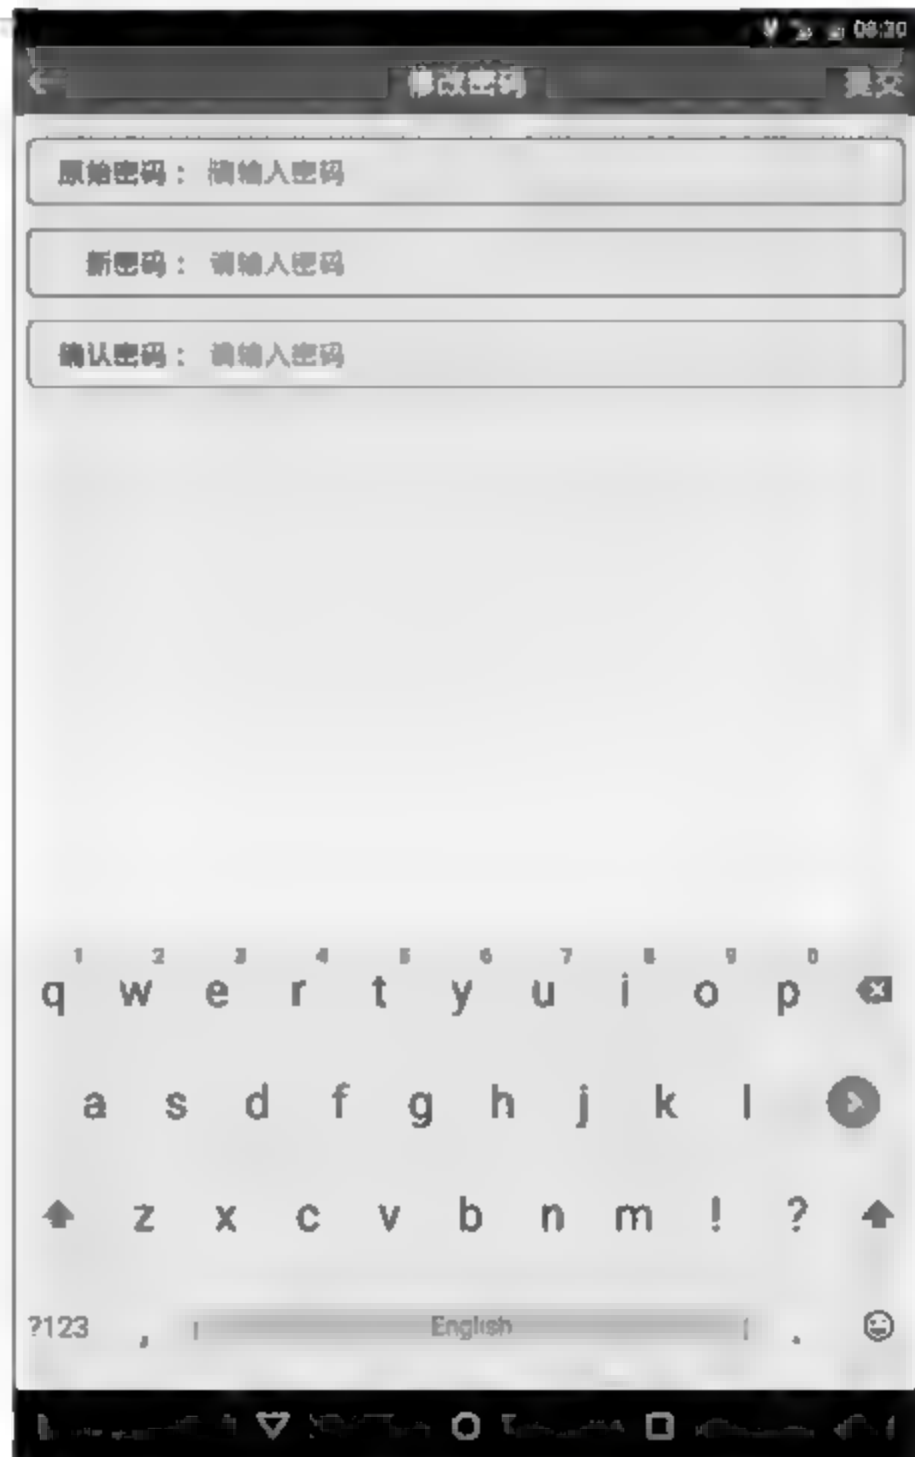 08:30
修改密码 提交
原始密码： 请输入密码
新密码： 请输入密码
确认密码： 请输入密码
1 2 3 4 5 6 7 8 9 0
q w e r t y u i o p
a s d f g h j k l
z x c v b n m ! ?
?123 , English .